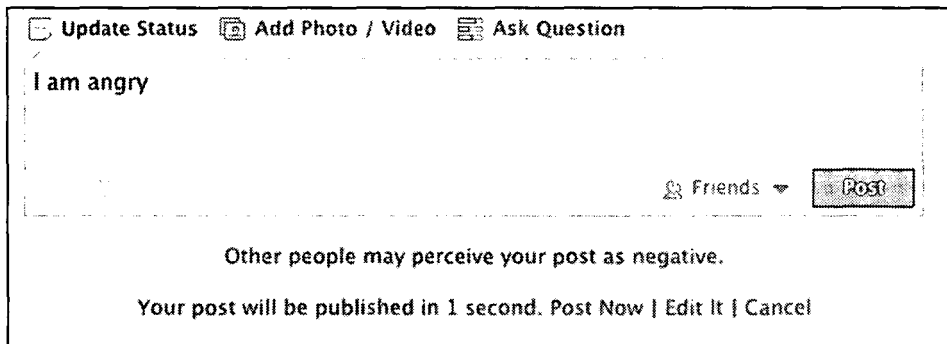 Update Status Add Photo / Video Ask Question
I am angry
Friends Post
Other people may perceive your post as negative.
Your post will be published in 1 second. Post Now | Edit It | Cancel